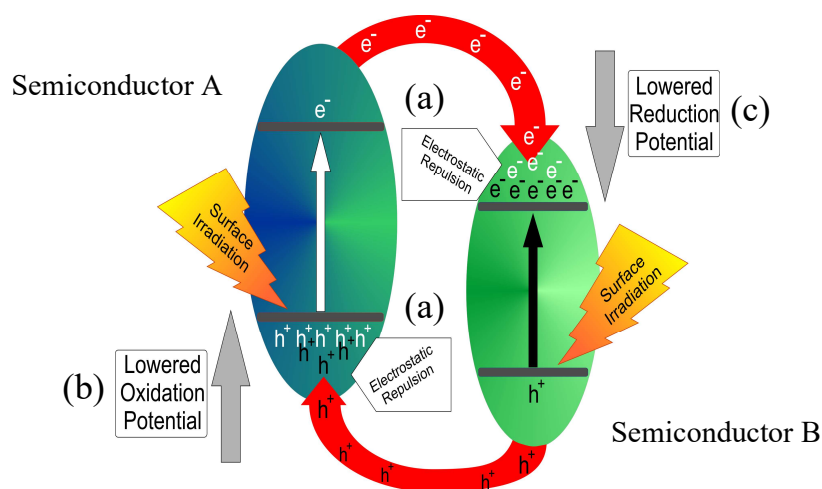 Semiconductor A
e⁻ e⁻ e⁻ e⁻ e⁻
e⁻
(a)
Lowered
Reduction
Potential
(c)
Electrostatic
Repulsion
e⁻
e⁻ e⁻ e⁻
e⁻ e⁻ e⁻ e⁻ e⁻
Surface
Irradiation
Surface
Irradiation
(a)
h⁺ h⁺ h⁺ h⁺ h⁺
h⁺ h⁺
h⁺
Electrostatic
Repulsion
(b)
Lowered
Oxidation
Potential
h⁺
h⁺
Semiconductor B
h⁺ h⁺ h⁺ h⁺ h⁺